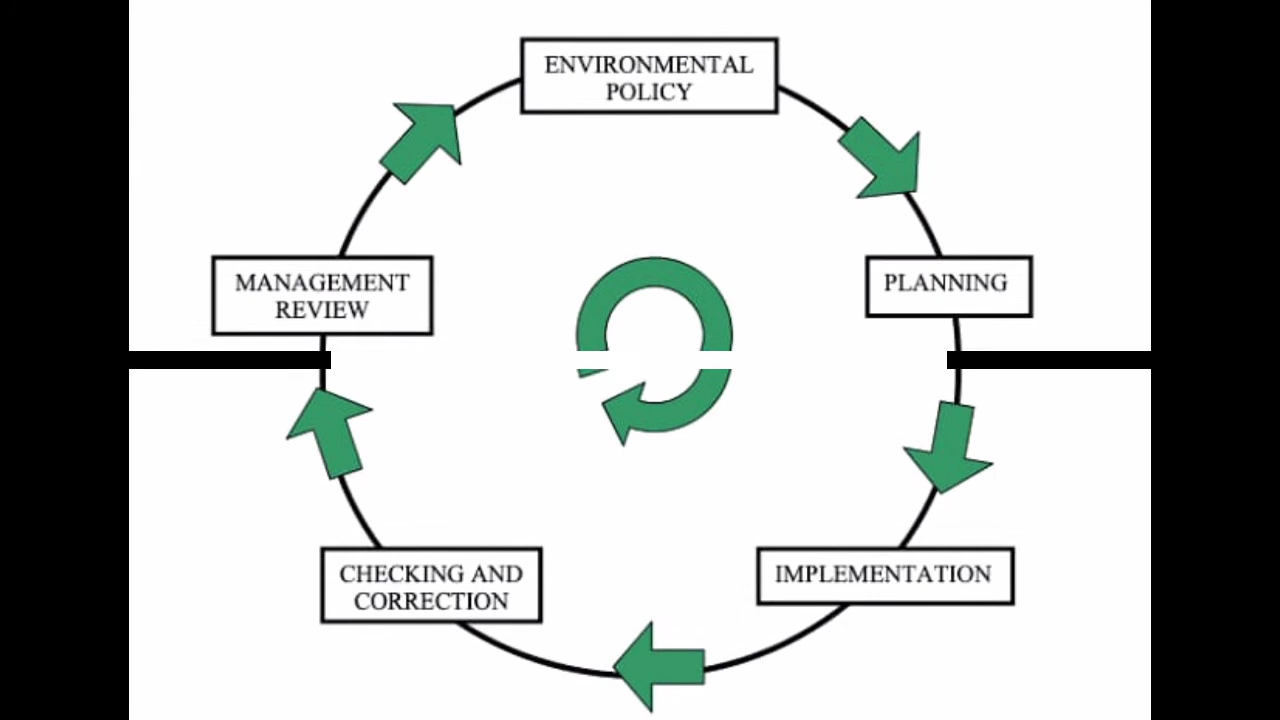 ENVIRONMENTAL
POLICY
MANAGEMENT
REVIEW
PLANNING
CHECKING AND
CORRECTION
IMPLEMENTATION